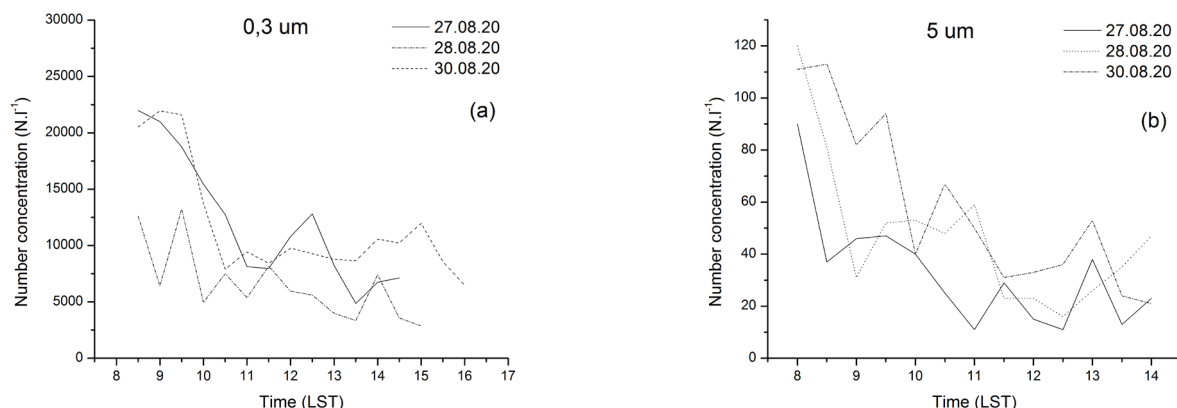 0,3 um
27.08.20
28.08.20
30.08.20
(a)
Number concentration (N.l⁻¹)
30000
25000
20000
15000
10000
5000
0
8 9 10 11 12 13 14 15 16 17
Time (LST)
5 um
27.08.20
28.08.20
30.08.20
(b)
Number concentration (N.l⁻¹)
120
100
80
60
40
20
0
8 9 10 11 12 13 14
Time (LST)